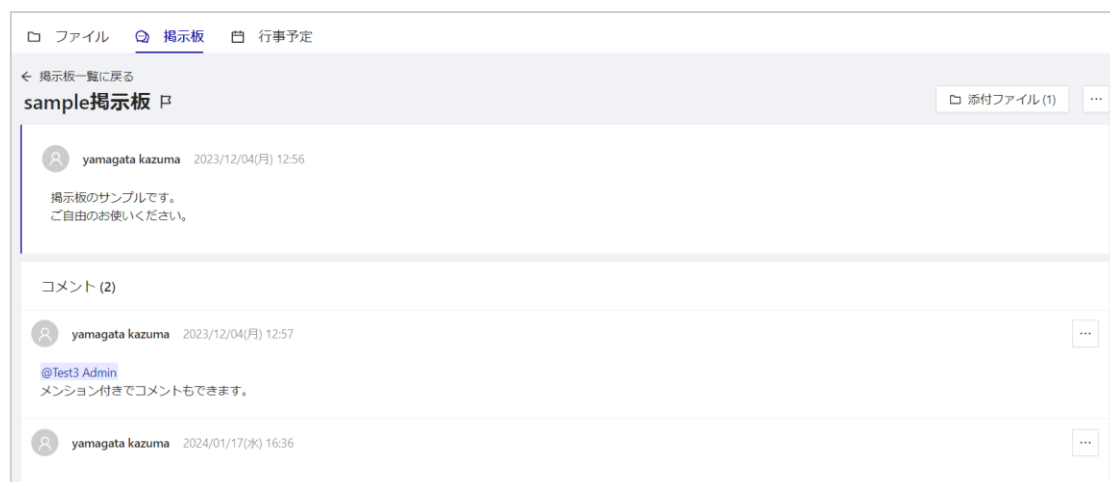 ファイル 掲示板 行事予定
← 掲示板一覧に戻る
sample掲示板 添付ファイル (1) …
yamagata kazuma 2023/12/04(月) 12:56
掲示板のサンプルです。
ご自由のお使いください。
コメント (2)
yamagata kazuma 2023/12/04(月) 12:57 …
@Test3 Admin
メンション付きでコメントもできます。
yamagata kazuma 2024/01/17(水) 16:36 …